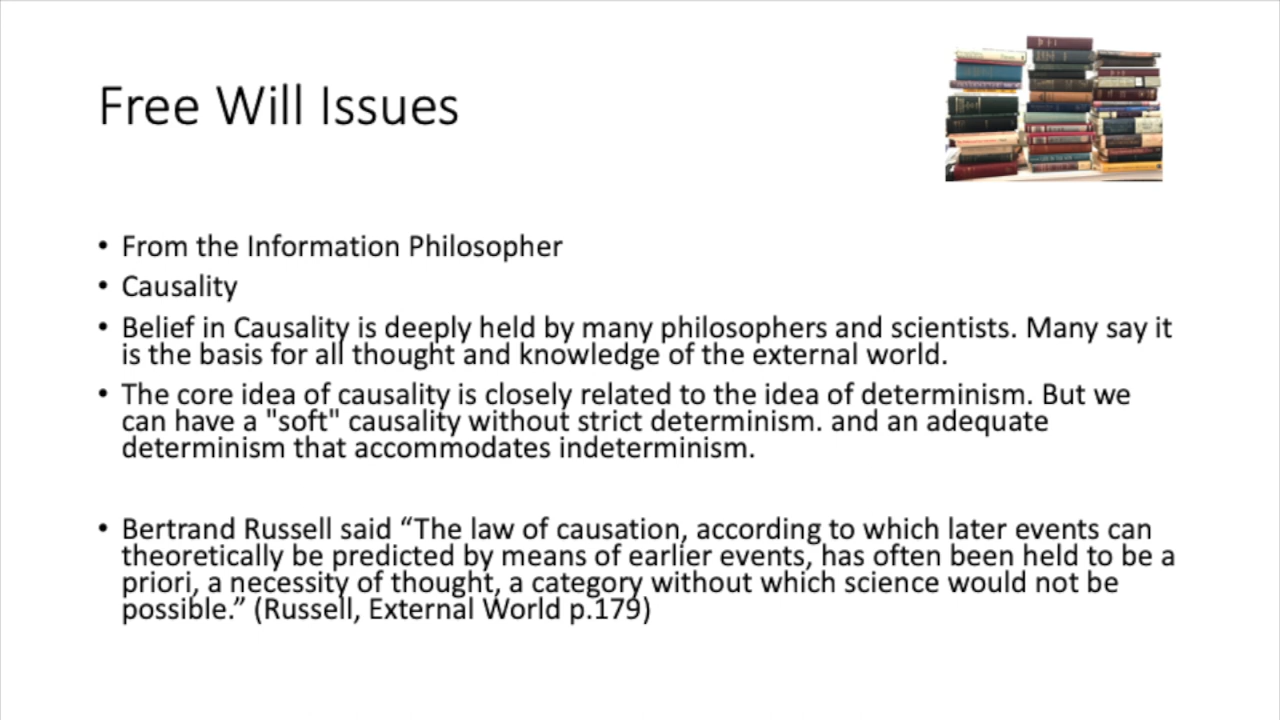 Free Will Issues
• From the Information Philosopher
• Causality
• Belief in Causality is deeply held by many philosophers and scientists. Many say it
is the basis for all thought and knowledge of the external world.
• The core idea of causality is closely related to the idea of determinism. But we
can have a "soft" causality without strict determinism. and an adequate
determinism that accommodates indeterminism.
• Bertrand Russell said “The law of causation, according to which later events can
theoretically be predicted by means of earlier events, has often been held to be a
priori, a necessity of thought, a category without which science would not be
possible.” (Russell, External World p.179)